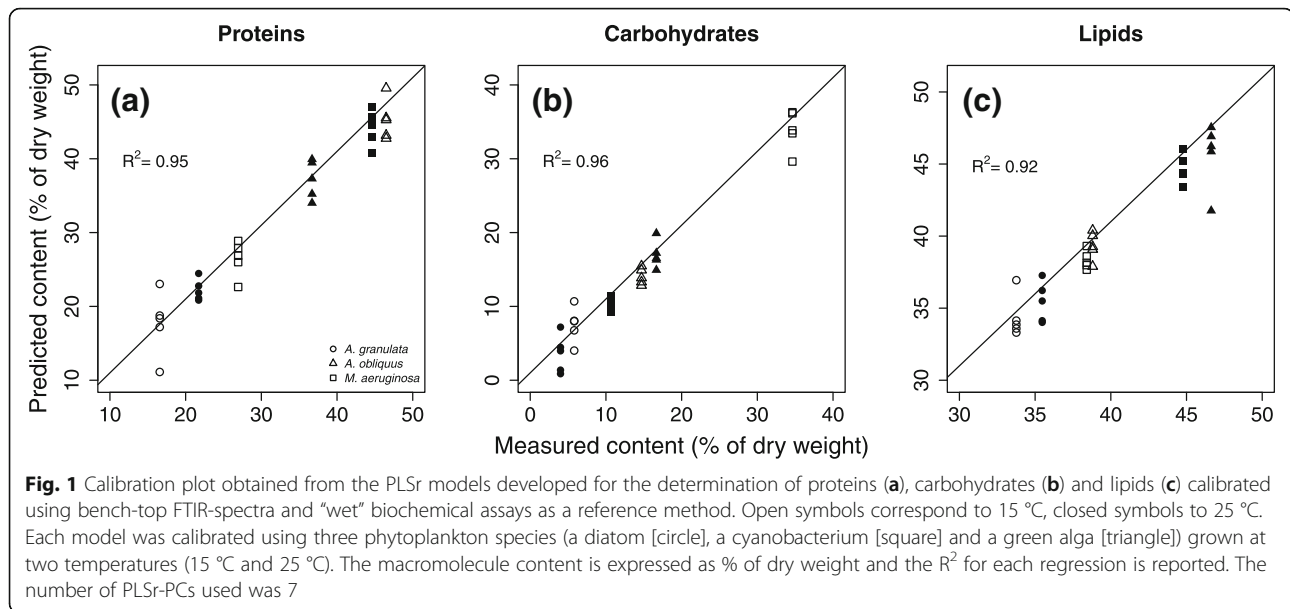 Proteins
Carbohydrates
Lipids
Predicted content (% of dry weight)
(a)
R2= 0.95
50
40
30
20
10
10 20 30 40 50
A. granulata
A. obliquus
M. aeruginosa
(b)
R2= 0.96
40
30
20
10
0
0 10 20 30 40
(c)
R2= 0.92
50
45
40
35
30
30 35 40 45 50
Measured content (% of dry weight)
Fig. 1 Calibration plot obtained from the PLSr models developed for the determination of proteins (a), carbohydrates (b) and lipids (c) calibrated
using bench-top FTIR-spectra and “wet” biochemical assays as a reference method. Open symbols correspond to 15 °C, closed symbols to 25 °C.
Each model was calibrated using three phytoplankton species (a diatom [circle], a cyanobacterium [square] and a green alga [triangle]) grown at
two temperatures (15 °C and 25 °C). The macromolecule content is expressed as % of dry weight and the R2 for each regression is reported. The
number of PLSr-PCs used was 7